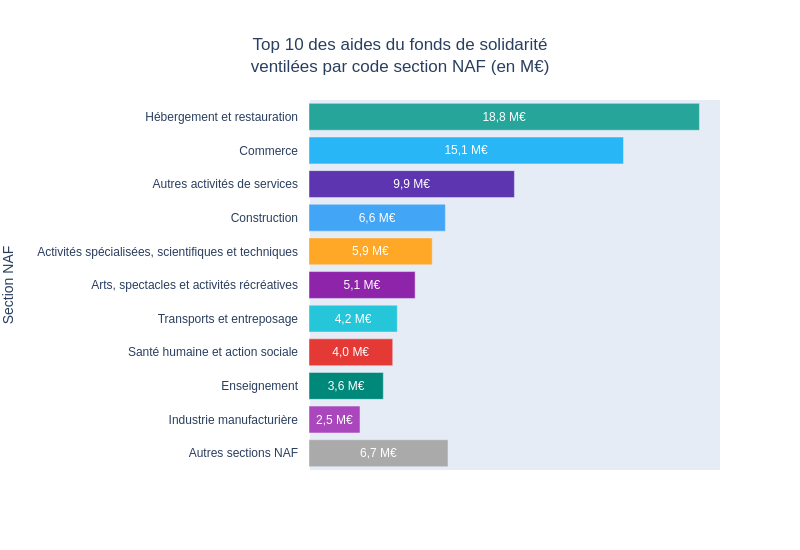 Top 10 des aides du fonds de solidarité
ventilées par code section NAF (en M€)
Section NAF
Hébergement et restauration 18,8 M€
Commerce 15,1 M€
Autres activités de services 9,9 M€
Construction 6,6 M€
Activités spécialisées, scientifiques et techniques 5,9 M€
Arts, spectacles et activités récréatives 5,1 M€
Transports et entreposage 4,2 M€
Santé humaine et action sociale 4,0 M€
Enseignement 3,6 M€
Industrie manufacturière 2,5 M€
Autres sections NAF 6,7 M€